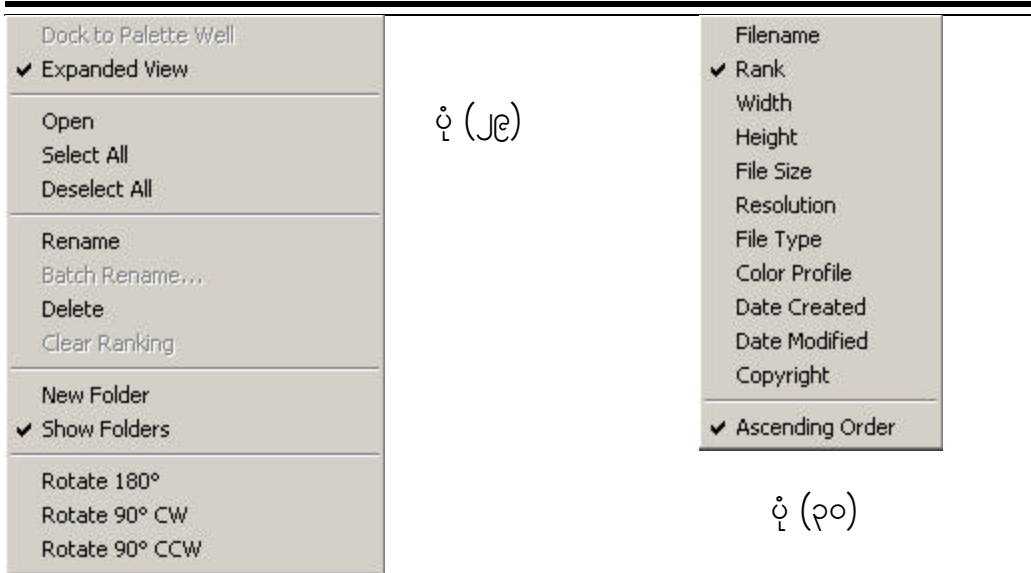 Dock to Palette Well
Expanded View
Open
Select All
Deselect All
Rename
Batch Rename...
Delete
Clear Ranking
New Folder
Show Folders
Rotate 180°
Rotate 90° CW
Rotate 90° CCW
ပုံ (၂၉)
Filename
Rank
Width
Height
File Size
Resolution
File Type
Color Profile
Date Created
Date Modified
Copyright
Ascending Order
ပုံ (၃၀)